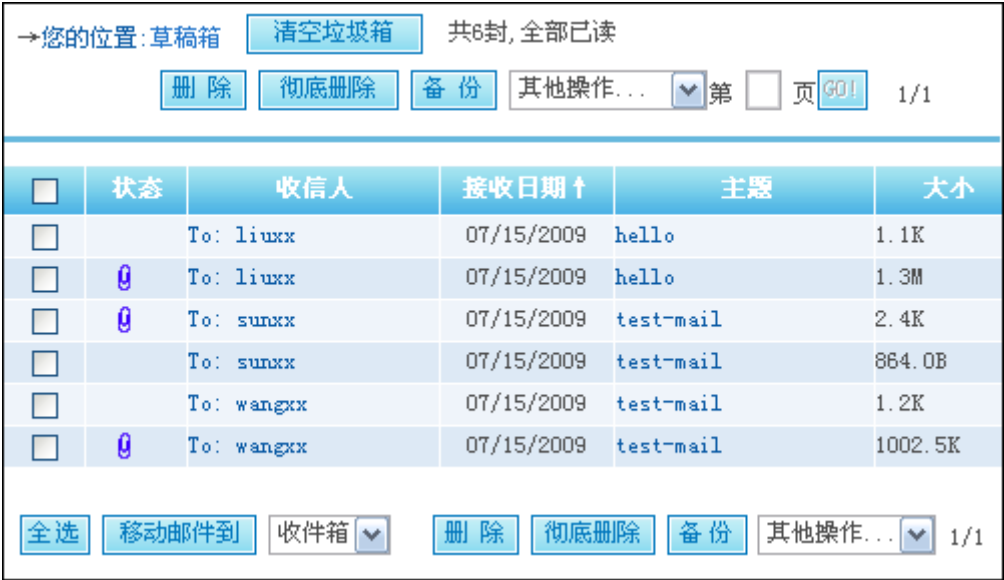 →您的位置:草稿箱 清空垃圾箱 共6封,全部已读
删 除 彻底删除 备 份 其他操作... 第 页 GO! 1/1
状态 收信人 接收日期↑ 主题 大小
To: liuxx 07/15/2009 hello 1.1K
To: liuxx 07/15/2009 hello 1.3M
To: sunxx 07/15/2009 test-mail 2.4K
To: sunxx 07/15/2009 test-mail 864.0B
To: wangxx 07/15/2009 test-mail 1.2K
To: wangxx 07/15/2009 test-mail 1002.5K
全选 移动邮件到 收件箱 删 除 彻底删除 备 份 其他操作... 1/1